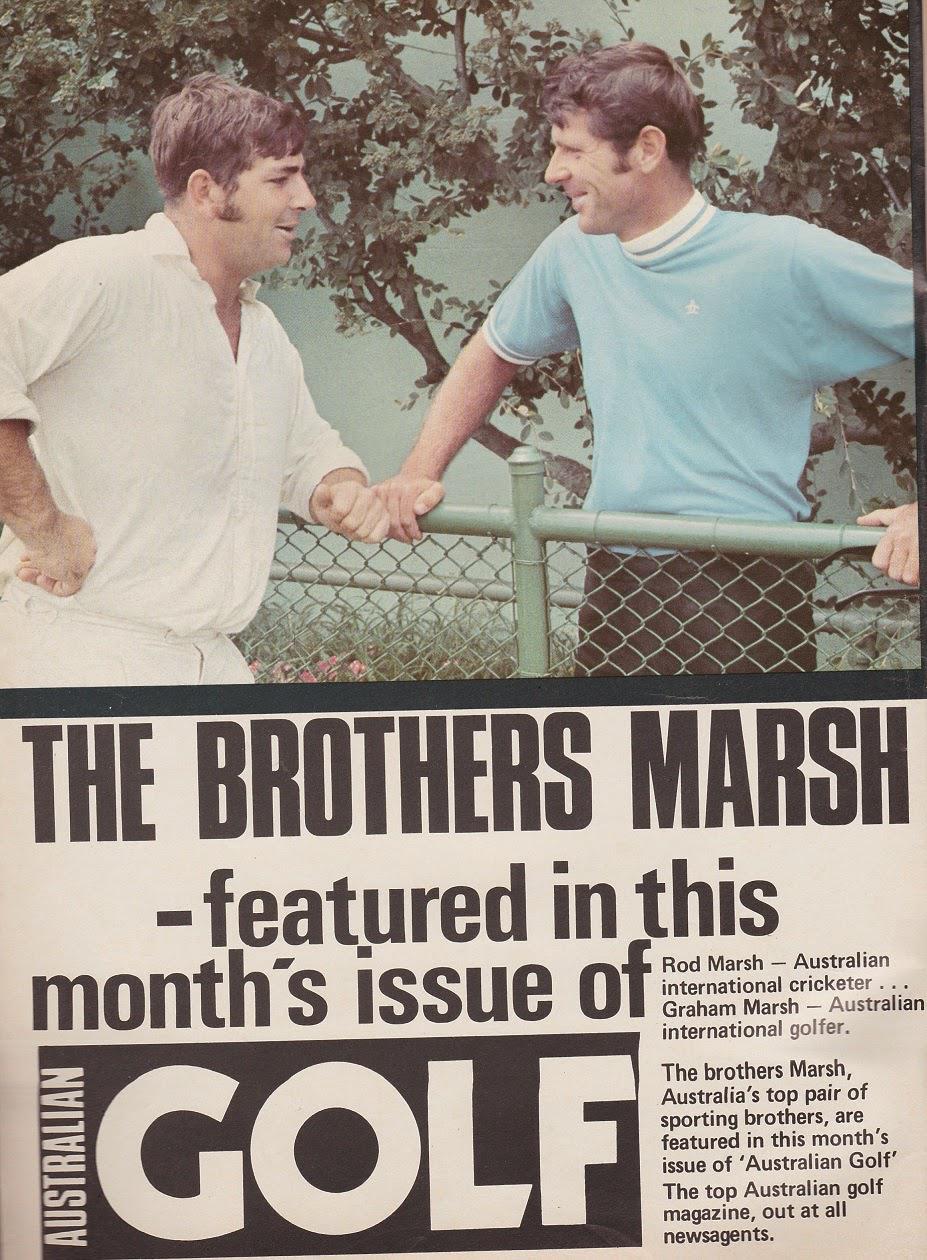 THE BROTHERS MARSH
-featured in this
month's issue of
Rod Marsh — Australian
international cricketer . . .
Graham Marsh — Australian
international golfer.
AUSTRALIAN
GOLF
The brothers Marsh,
Australia's top pair of
sporting brothers, are
featured in this month's
issue of 'Australian Golf'
The top Australian golf
magazine, out at all
newsagents.